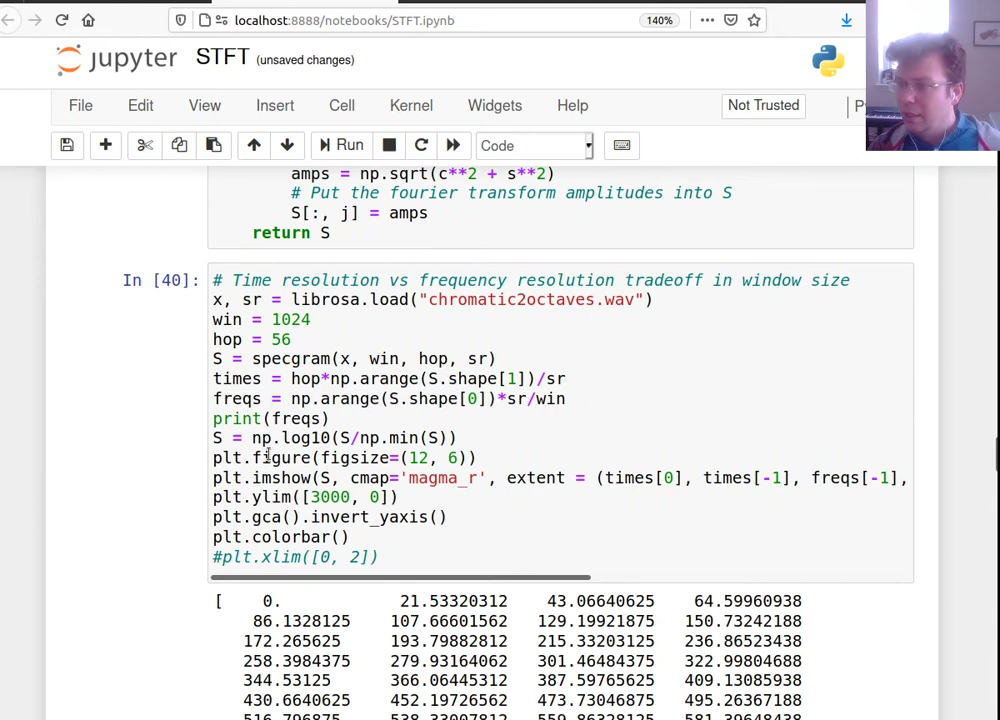 localhost:8888/notebooks/STFT.ipynb 140%
jupyter STFT (unsaved changes)
File Edit View Insert Cell Kernel Widgets Help Not Trusted P
Run Code
amps = np.sqrt(c**2 + s**2)
# Put the fourier transform amplitudes into S
S[:, j] = amps
return S
In [40]:
# Time resolution vs frequency resolution tradeoff in window size
x, sr = librosa.load("chromatic2octaves.wav")
win = 1024
hop = 56
S = specgram(x, win, hop, sr)
times = hop*np.arange(S.shape[1])/sr
freqs = np.arange(S.shape[0])*sr/win
print(freqs)
S = np.log10(S/np.min(S))
plt.figure(figsize=(12, 6))
plt.imshow(S, cmap='magma_r', extent = (times[0], times[-1], freqs[-1],
plt.ylim([3000, 0])
plt.gca().invert_yaxis()
plt.colorbar()
#plt.xlim([0, 2])
[ 0. 21.53320312 43.06640625 64.59960938
86.1328125 107.66601562 129.19921875 150.73242188
172.265625 193.79882812 215.33203125 236.86523438
258.3984375 279.93164062 301.46484375 322.99804688
344.53125 366.06445312 387.59765625 409.13085938
430.6640625 452.19726562 473.73046875 495.26367188
516.796875 538.33007812 559.86328125 581.39648438